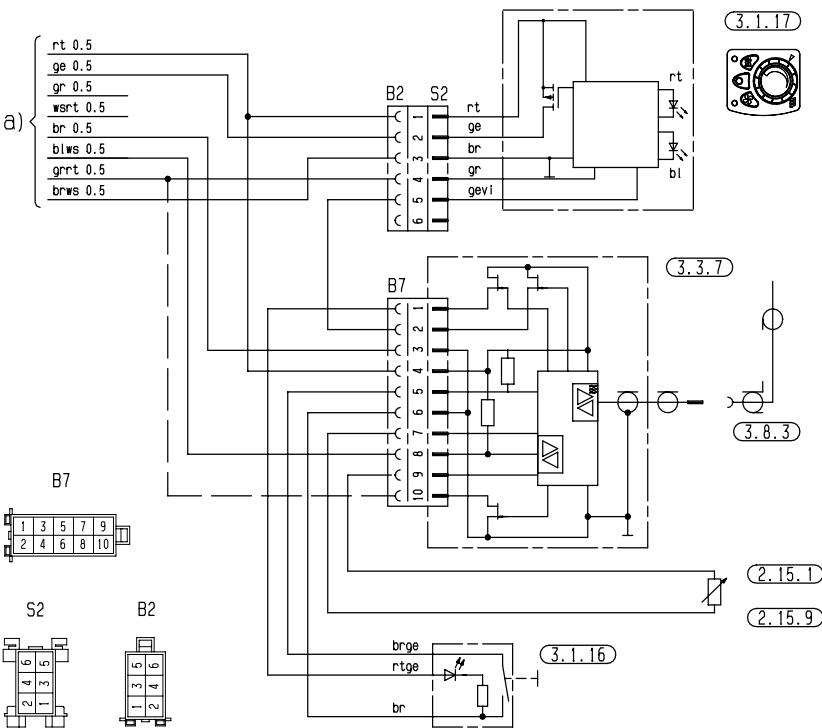 3.1.17
rt 0.5
ge 0.5
gr 0.5
wsrt 0.5
br 0.5
blws 0.5
grrt 0.5
brws 0.5
a)
B2 S2
1
2
3
4
5
6
rt
ge
br
gr
gevi
rt
bl
B7
1
2
3
4
5
6
7
8
9
10
3.3.7
3.8.3
B7
1 3 5 7 9
2 4 6 8 10
2.15.1
2.15.9
S2
6 5
4 3
2 1
B2
5 6
3 4
1 2
brge
rtge
br
3.1.16